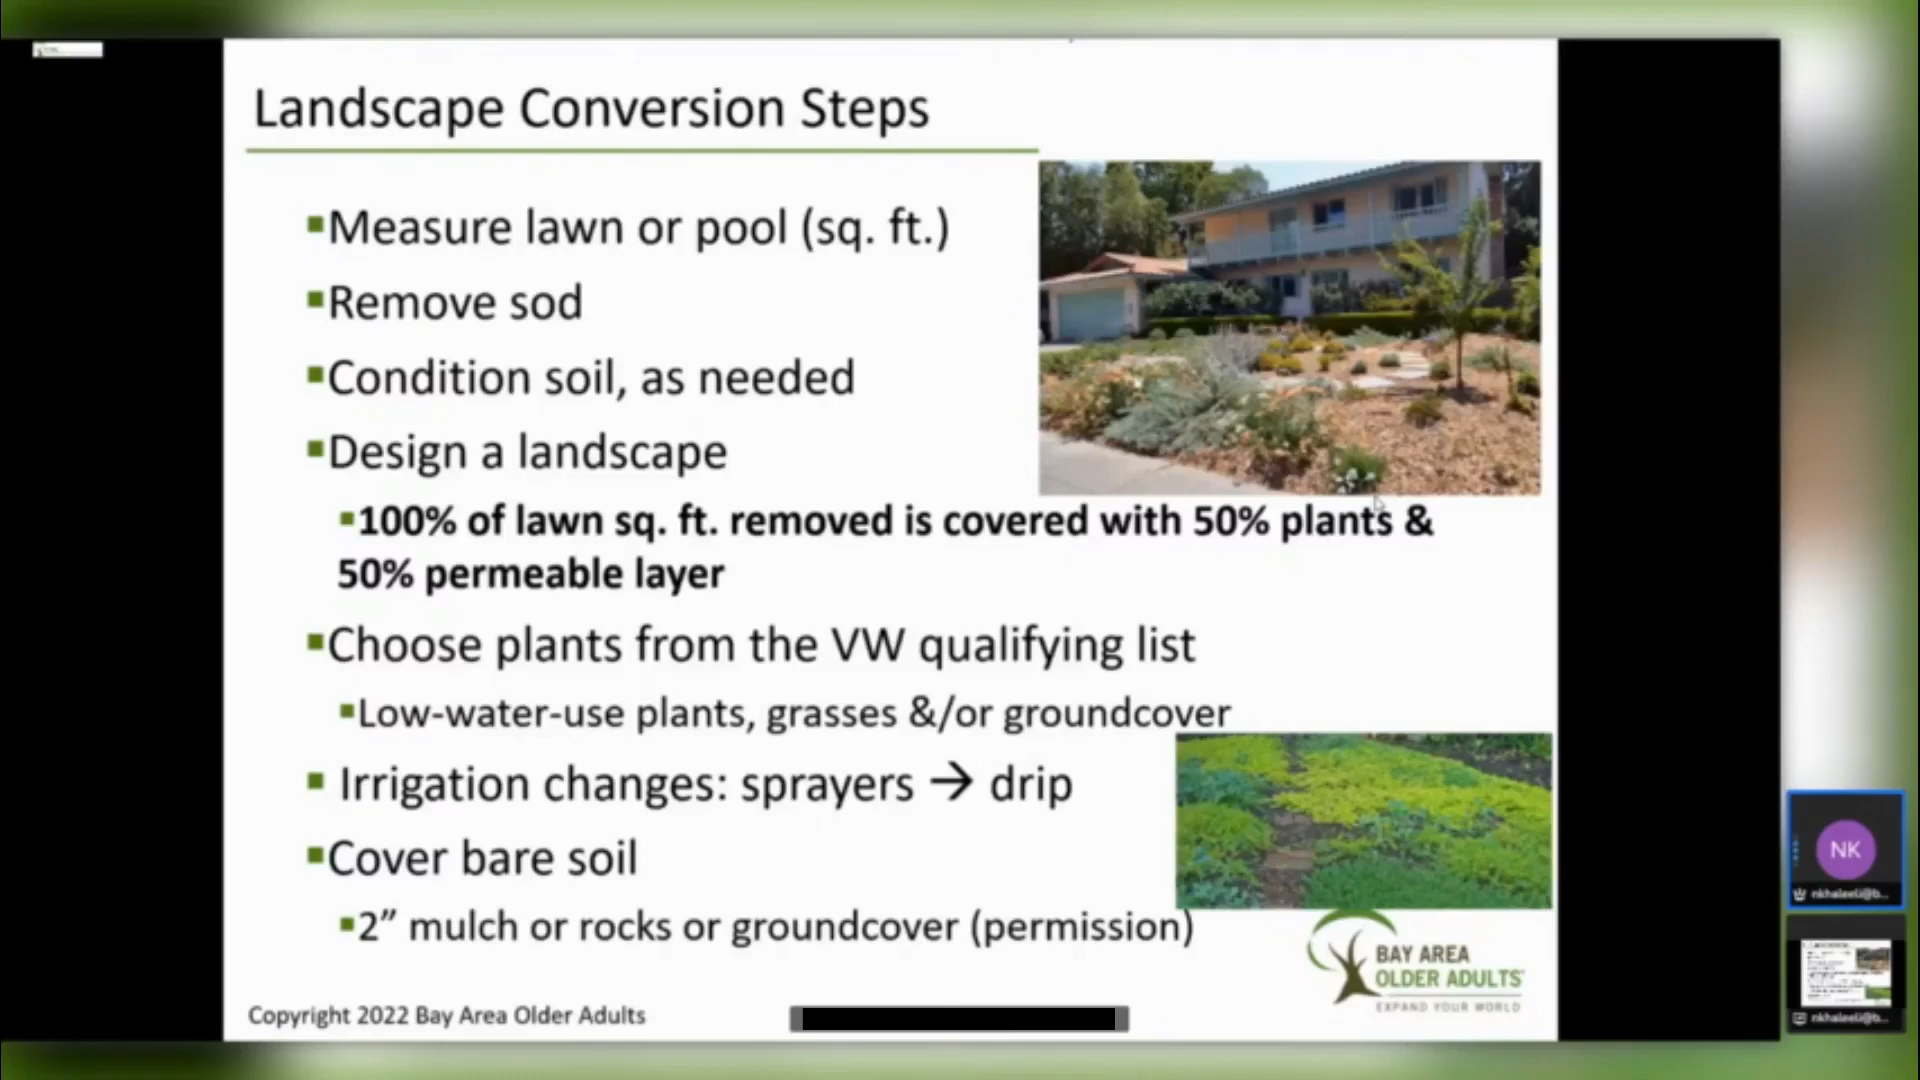 Landscape Conversion Steps
▪Measure lawn or pool (sq. ft.)
▪Remove sod
▪Condition soil, as needed
▪Design a landscape
▪100% of lawn sq. ft. removed is covered with 50% plants &
50% permeable layer
▪Choose plants from the VW qualifying list
▪Low-water-use plants, grasses &/or groundcover
▪ Irrigation changes: sprayers → drip
▪Cover bare soil
▪2” mulch or rocks or groundcover (permission)
BAY AREA
OLDER ADULTS
EXPAND YOUR WORLD
Copyright 2022 Bay Area Older Adults
NK
nkhaleeli@b...
nkhaleeli@b...